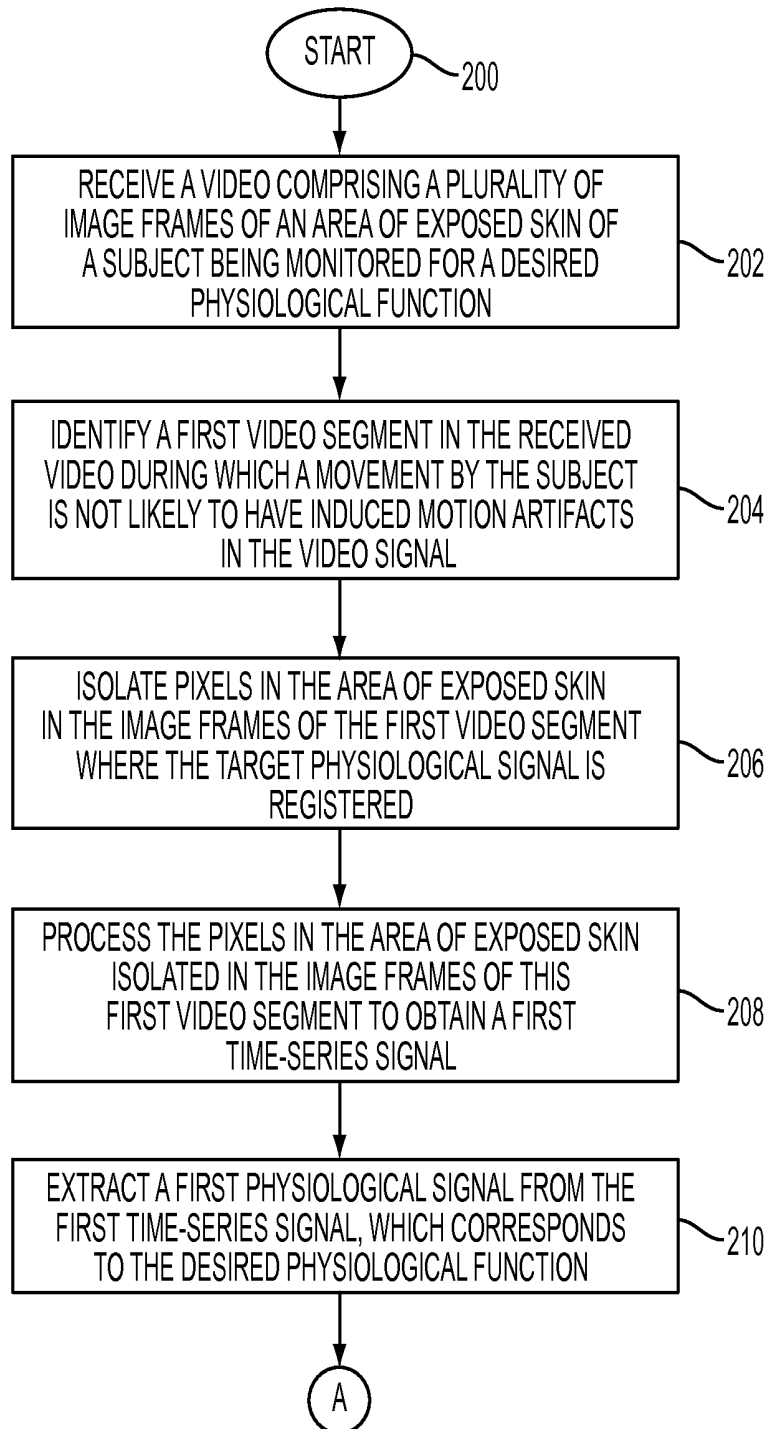 START
200
RECEIVE A VIDEO COMPRISING A PLURALITY OF
IMAGE FRAMES OF AN AREA OF EXPOSED SKIN OF
A SUBJECT BEING MONITORED FOR A DESIRED
PHYSIOLOGICAL FUNCTION
202
IDENTIFY A FIRST VIDEO SEGMENT IN THE RECEIVED
VIDEO DURING WHICH A MOVEMENT BY THE SUBJECT
IS NOT LIKELY TO HAVE INDUCED MOTION ARTIFACTS
IN THE VIDEO SIGNAL
204
ISOLATE PIXELS IN THE AREA OF EXPOSED SKIN
IN THE IMAGE FRAMES OF THE FIRST VIDEO SEGMENT
WHERE THE TARGET PHYSIOLOGICAL SIGNAL IS
REGISTERED
206
PROCESS THE PIXELS IN THE AREA OF EXPOSED SKIN
ISOLATED IN THE IMAGE FRAMES OF THIS
FIRST VIDEO SEGMENT TO OBTAIN A FIRST
TIME-SERIES SIGNAL
208
EXTRACT A FIRST PHYSIOLOGICAL SIGNAL FROM THE
FIRST TIME-SERIES SIGNAL, WHICH CORRESPONDS
TO THE DESIRED PHYSIOLOGICAL FUNCTION
210
A